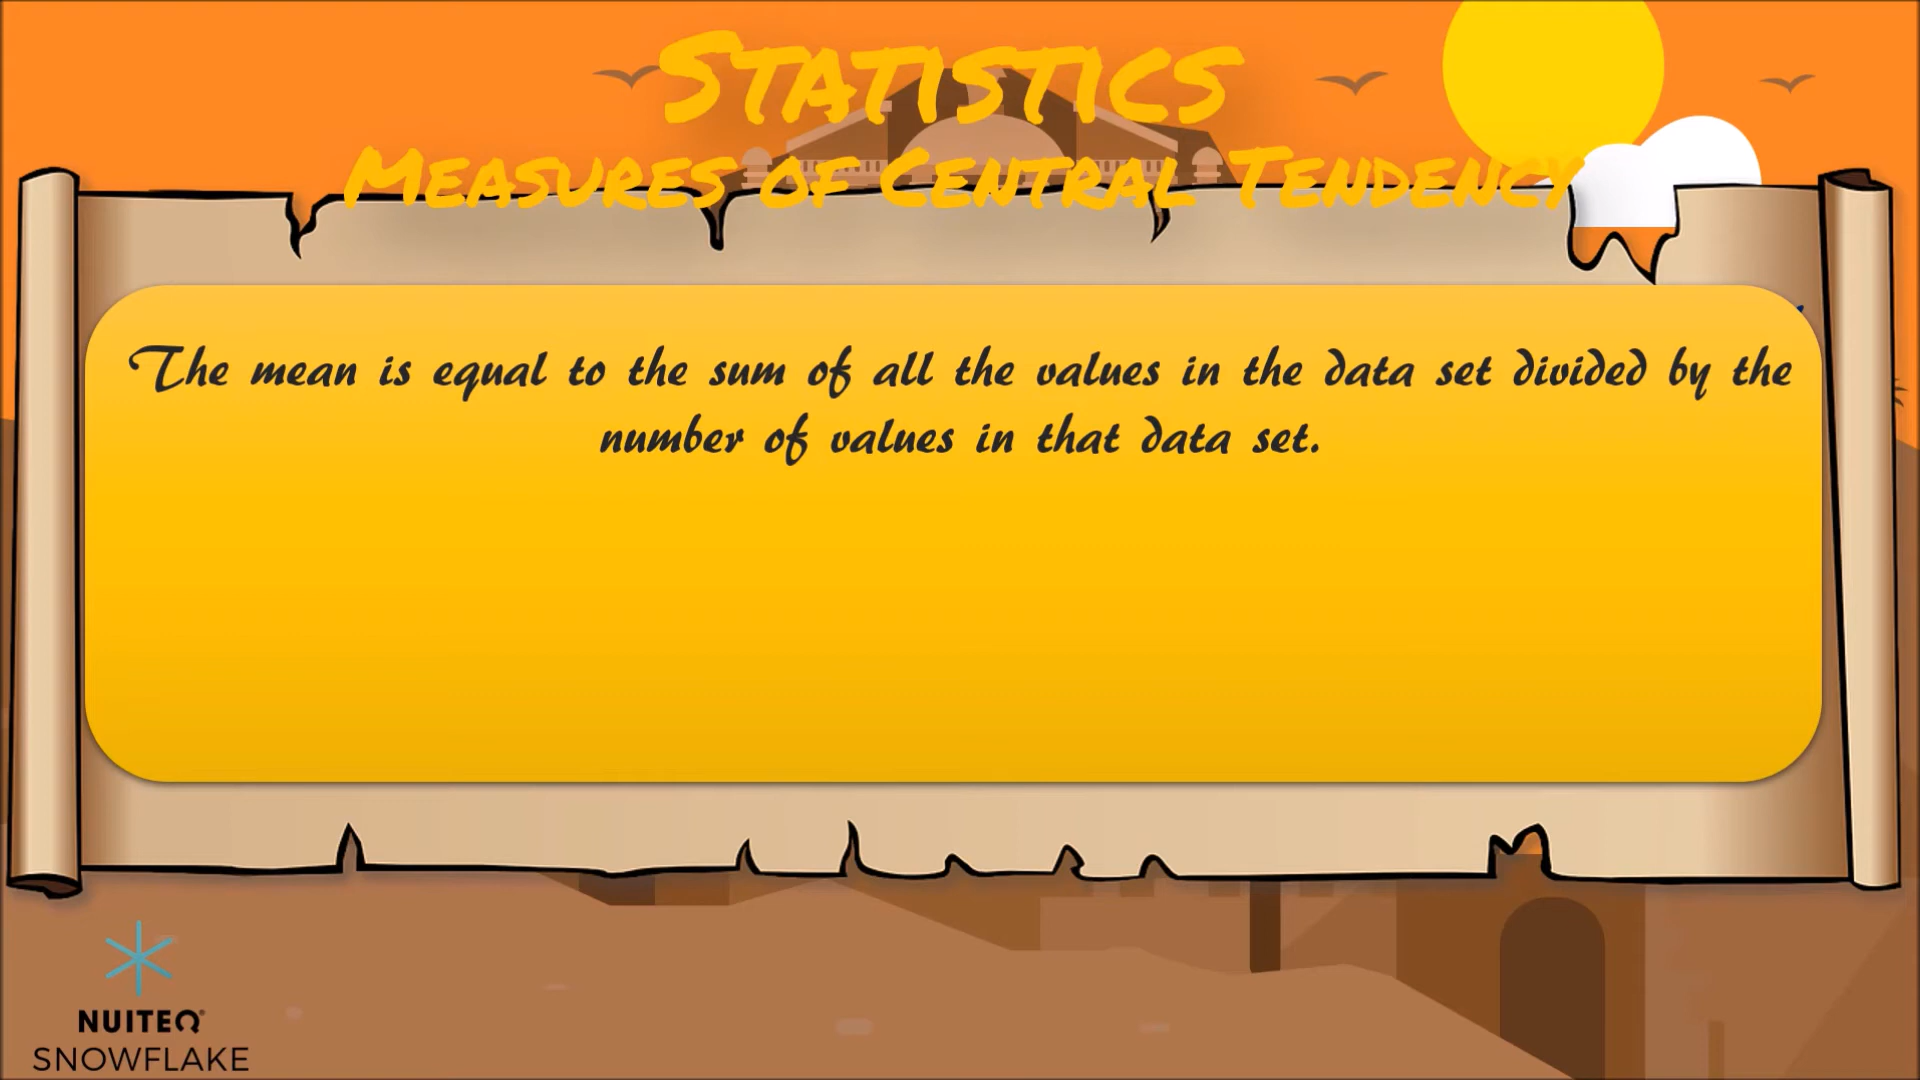 Statistics
Measures of Central Tendency
The mean is equal to the sum of all the values in the data set divided by the
number of values in that data set.
NUITEQ®
SNOWFLAKE